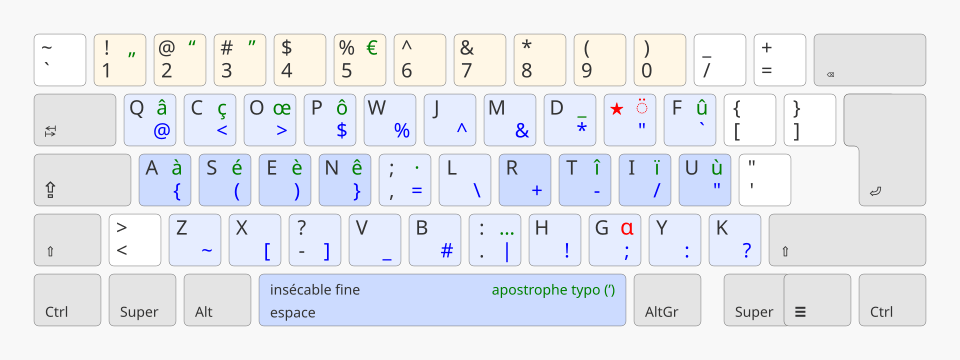 ~ ! „ @ “ # ” $ % € ^ & * ( ) _ +
` 1 2 3 4 5 6 7 8 9 0 / = ⌫
Q â C ç O œ P ô W J M D _ ★ ◌̈ F û { }
↹ @ < > $ % ^ & * " ` [ ]
A à S é E è N ê ; · L R T î I ï U ù "
⇪ { ( ) } , = \ + - / " ' ⏎
> Z X ? V B : … H G α Y K
⇧ < ~ [ - ] _ # . | ! ; : ? ⇧
insécable fine apostrophe typo (’)
Ctrl Super Alt espace AltGr Super ☰ Ctrl